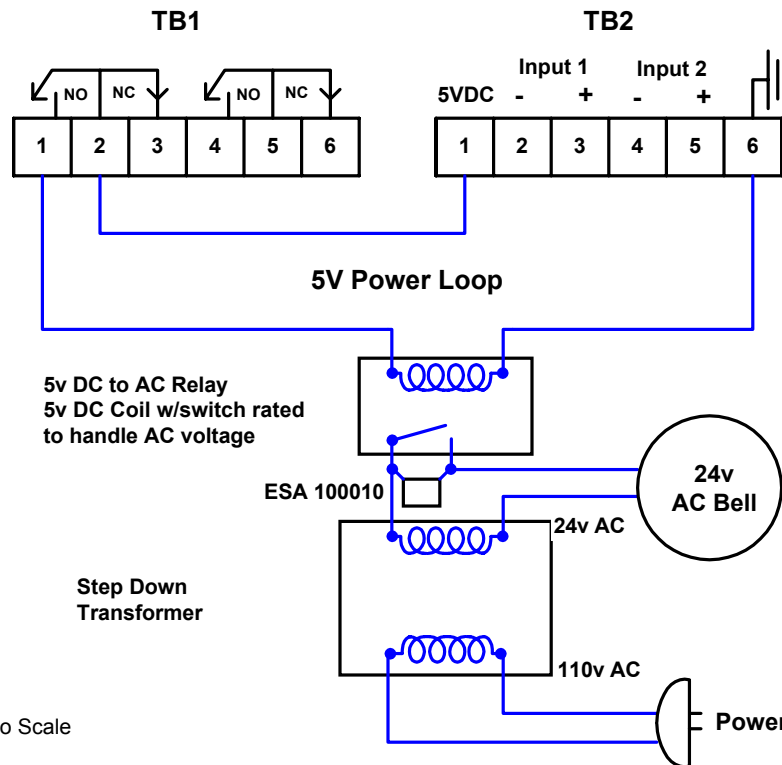 TB1
TB2
NO NC NO NC
Input 1 Input 2
5VDC - + - +
1 2 3 4 5 6
1 2 3 4 5 6
5V Power Loop
5v DC to AC Relay
5v DC Coil w/switch rated
to handle AC voltage
ESA 100010
24v
AC Bell
24v AC
Step Down
Transformer
110v AC
o Scale
Power